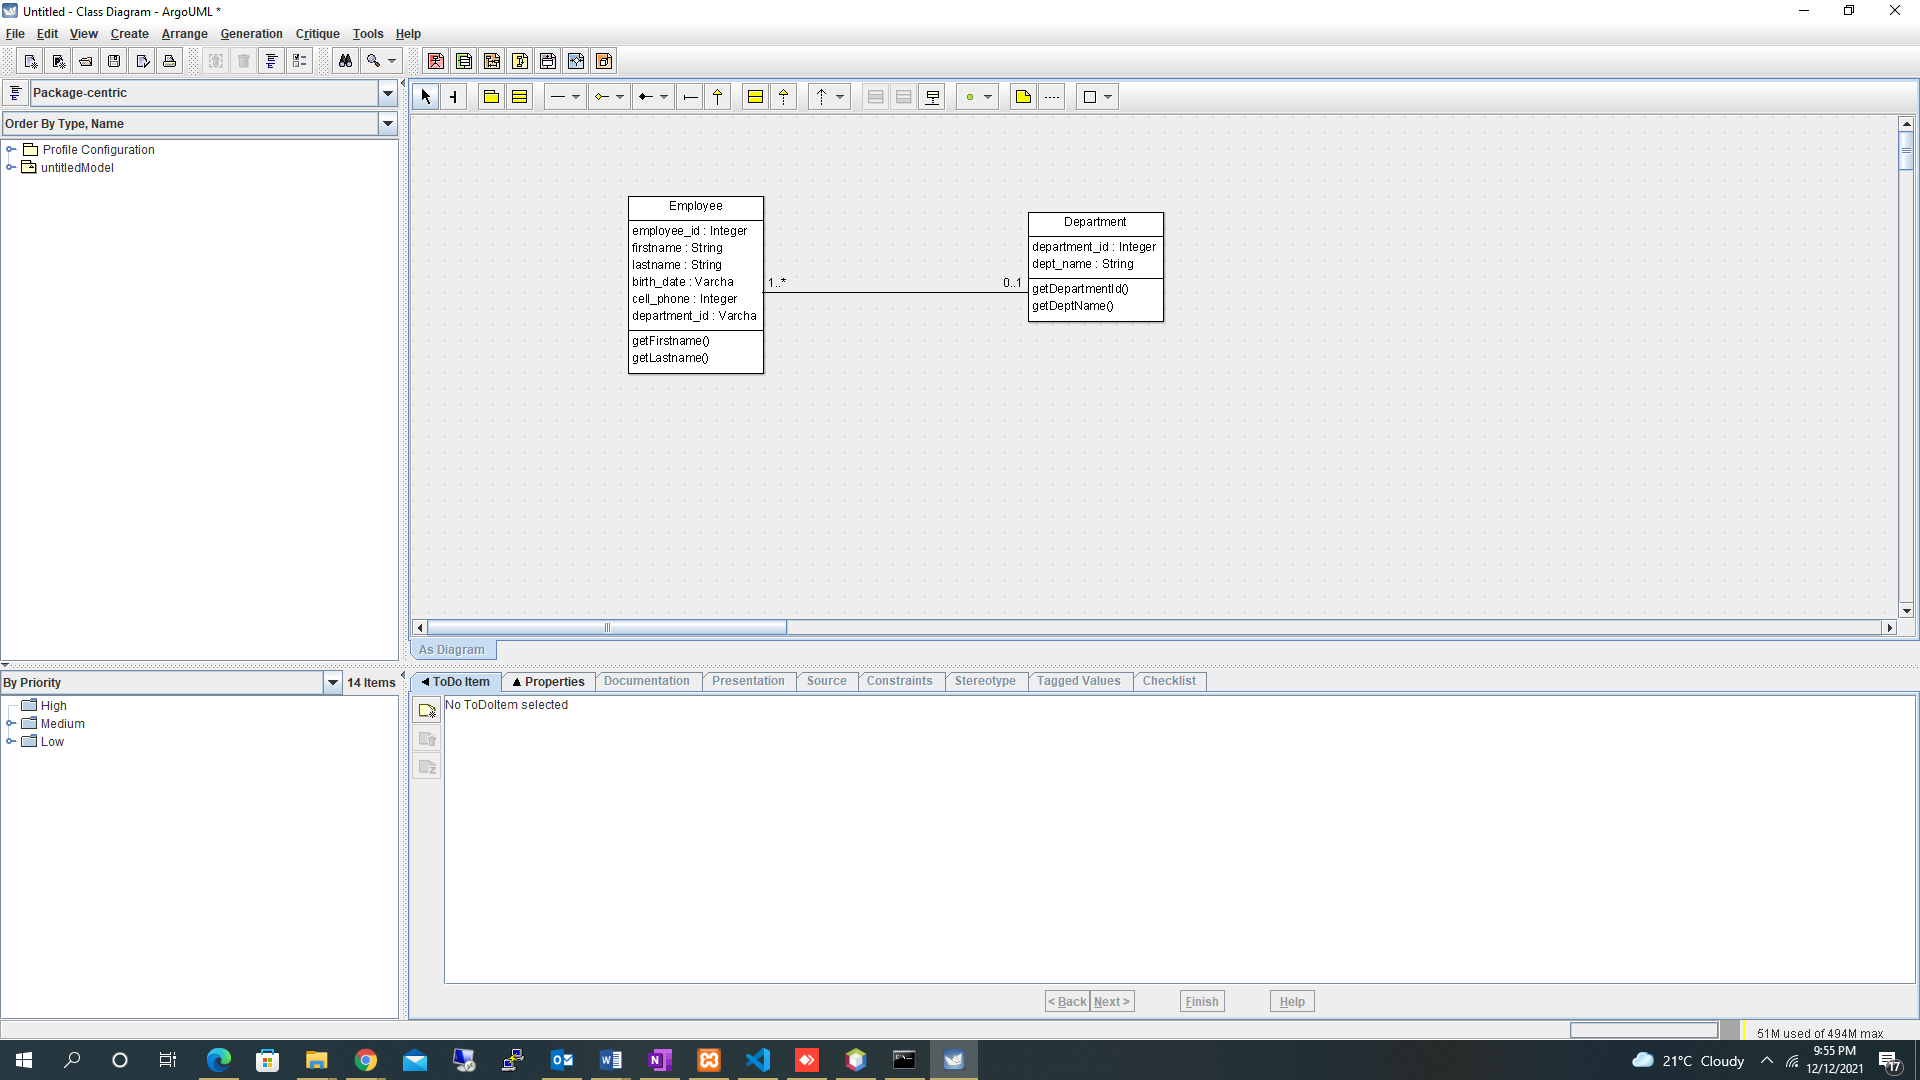 Untitled - Class Diagram - ArgoUML *
File Edit View Create Arrange Generation Critique Tools Help
Package-centric
Order By Type, Name
Profile Configuration
untitledModel
Employee
employee_id : Integer
firstname : String
lastname : String
birth_date : Varcha
cell_phone : Integer
department_id : Varcha
getFirstname()
getLastname()
1..*
0..1
Department
department_id : Integer
dept_name : String
getDepartmentId()
getDeptName()
As Diagram
By Priority
14 Items
High
Medium
Low
ToDo Item Properties Documentation Presentation Source Constraints Stereotype Tagged Values Checklist
No ToDoItem selected
< Back Next > Finish Help
51M used of 494M max
21°C Cloudy
9:55 PM
12/12/2021
17